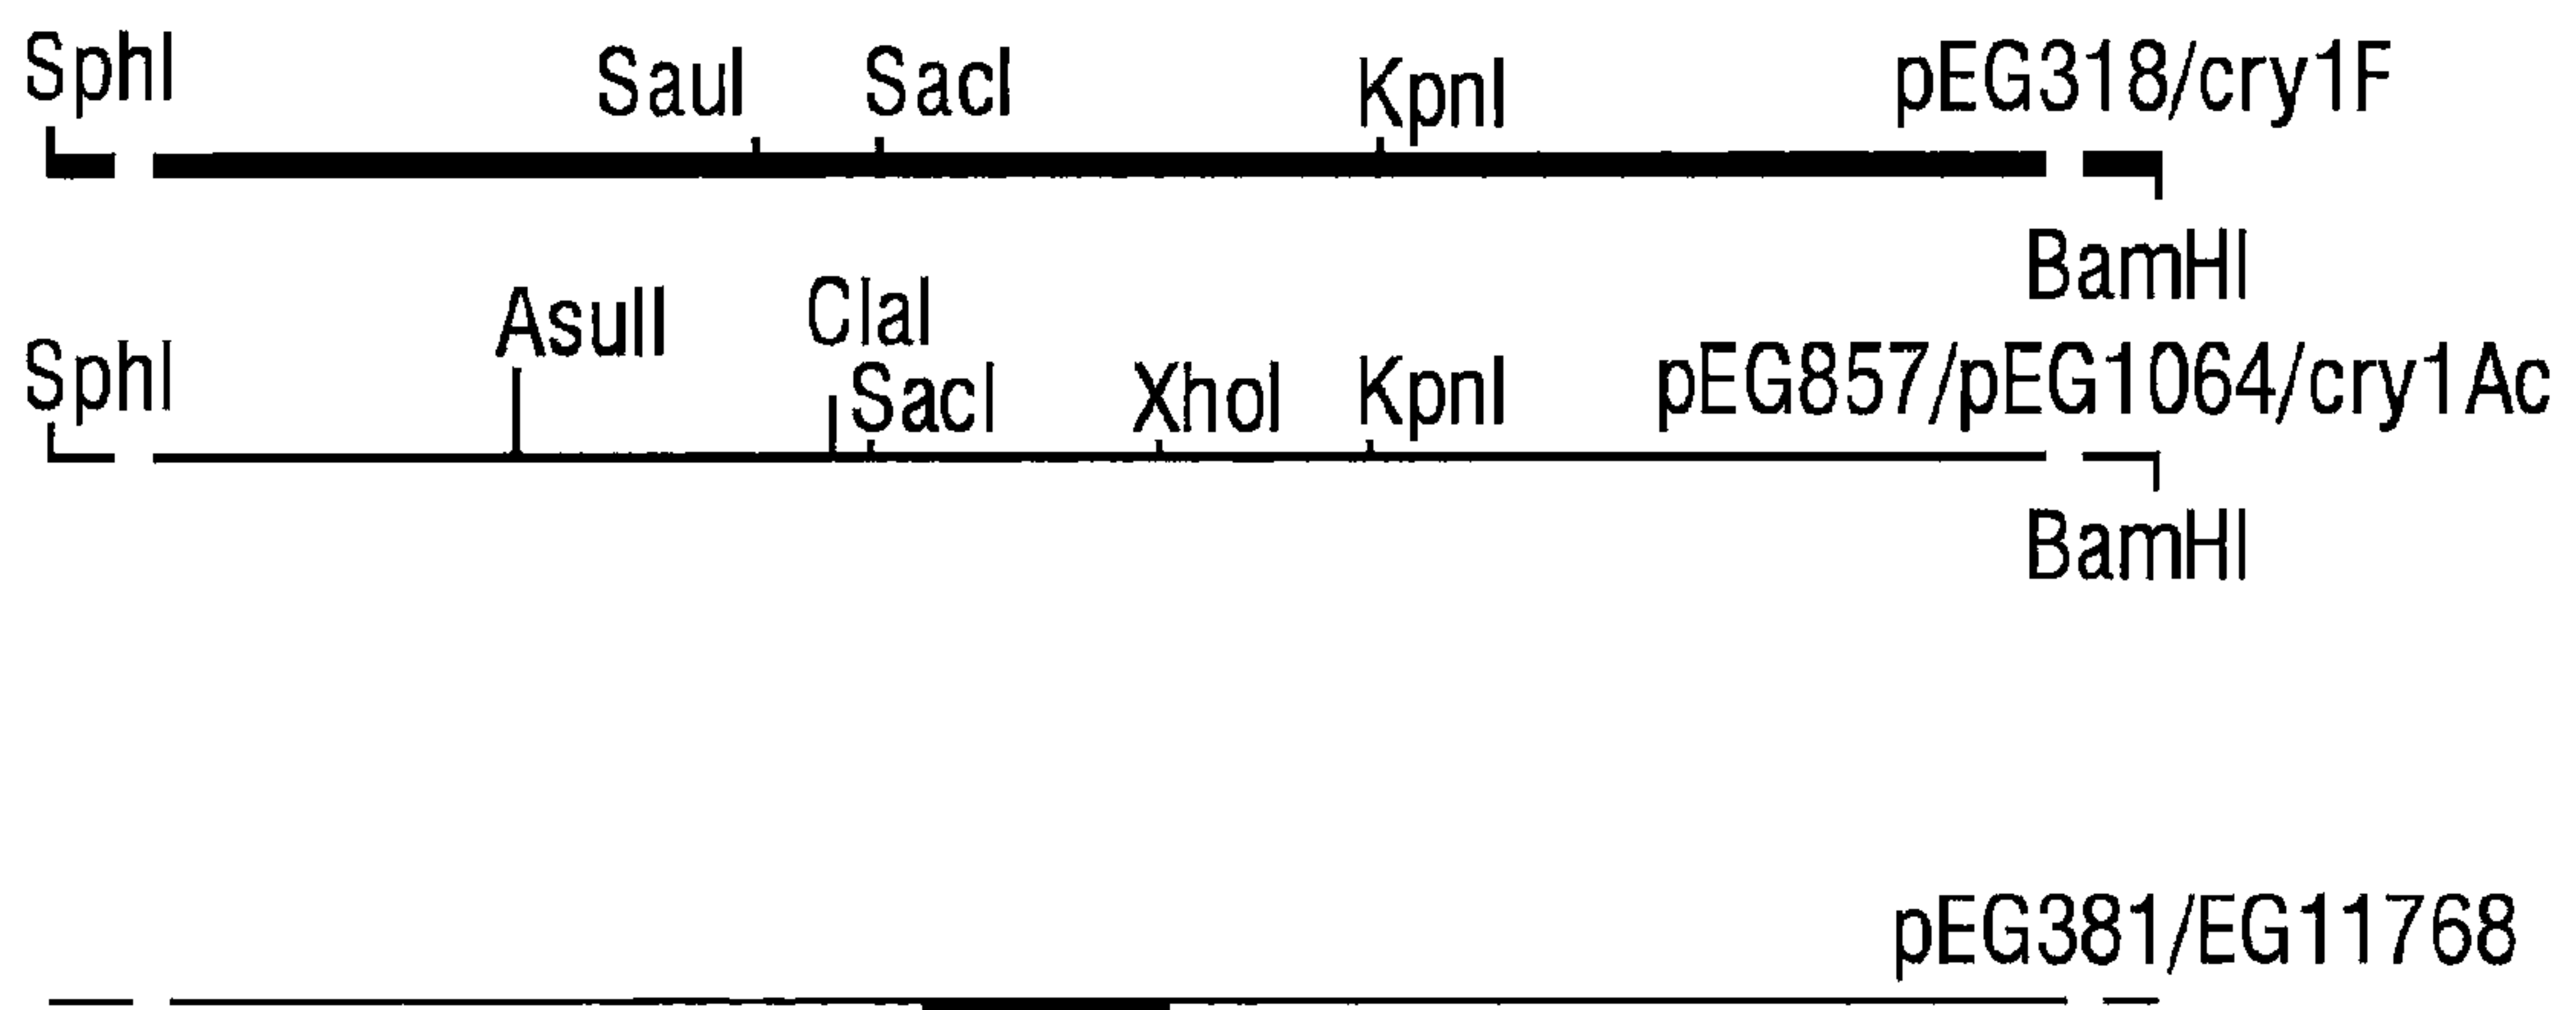 SphI SauI SacI KpnI pEG318/cry1F
BamHI
AsuII ClaI
SphI SacI XhoI KpnI pEG857/pEG1064/cry1Ac
BamHI
pEG381/EG11768